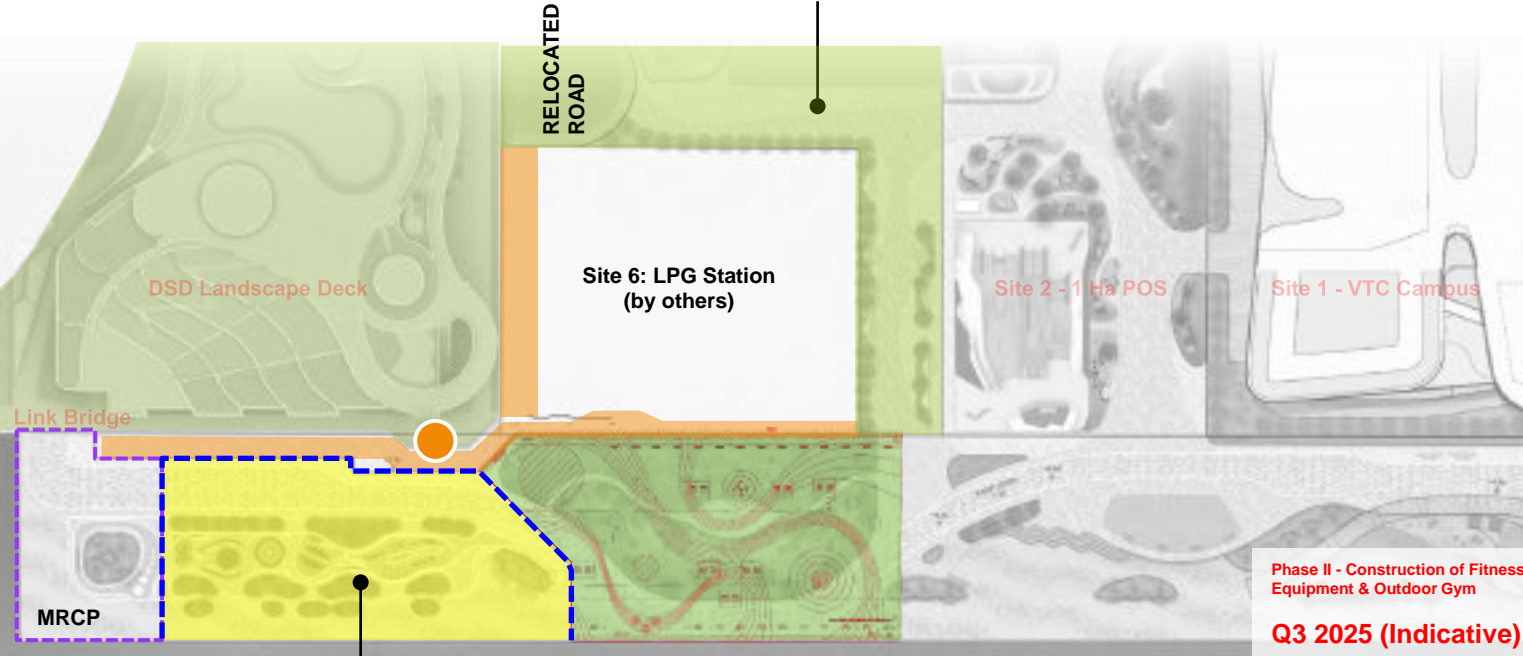 RELOCATED
ROAD
Site 6: LPG Station
(by others)
DSD Landscape Deck
Site 2 - 1 Ha POS
Site 1 - VTC Campus
Link Bridge
MRCP
Phase II - Construction of Fitness
Equipment & Outdoor Gym
Q3 2025 (Indicative)